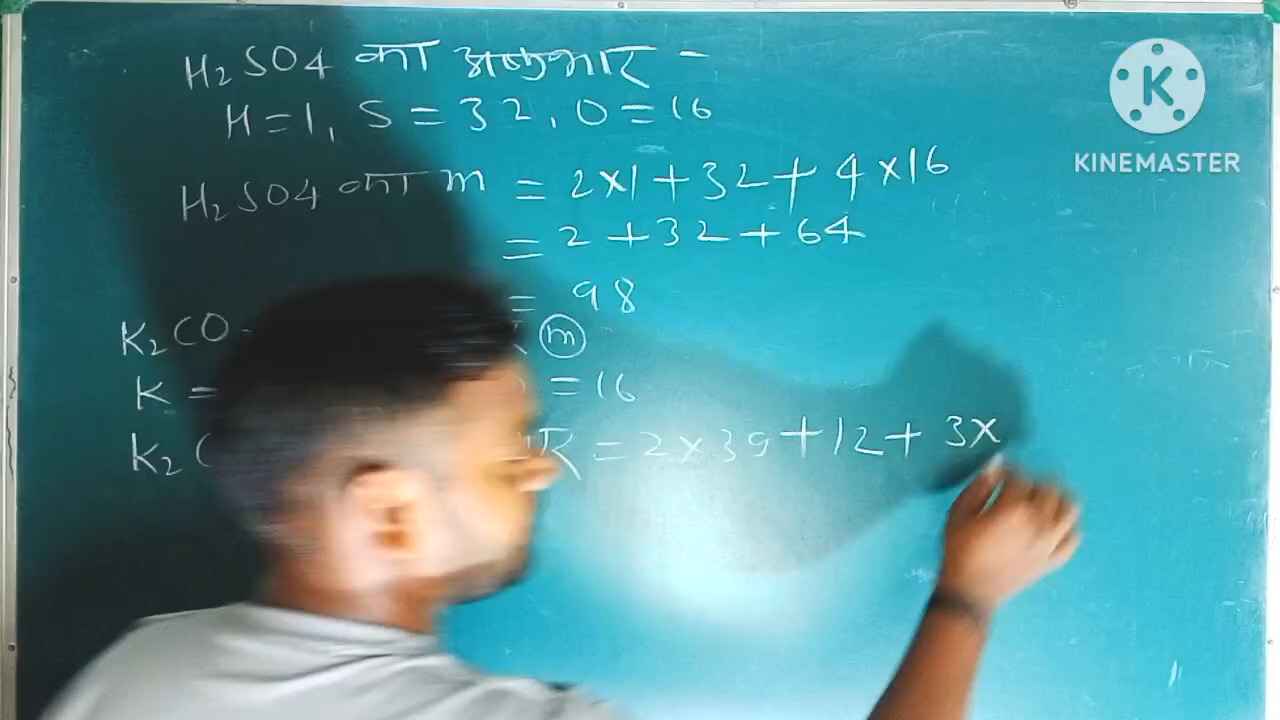 H₂SO4 का अणुभार -
H = 1, S = 32, O = 16
H₂SO4 का m = 2×1 + 32 + 4×16
= 2 + 32 + 64
= 98
K₂CO m
K = = 16
K₂ = 2×39 + 12 + 3×
K
KINEMASTER